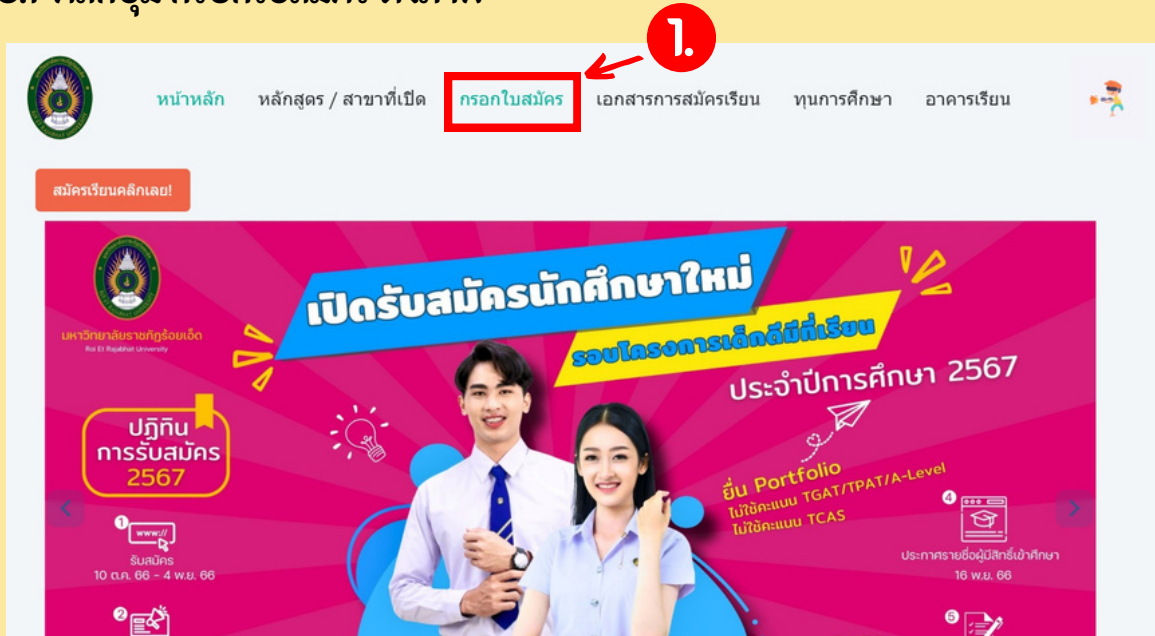 1.
หน้าหลัก หลักสูตร / สาขาที่เปิด กรอกใบสมัคร เอกสารการสมัครเรียน ทุนการศึกษา อาคารเรียน
สมัครเรียนคลิกเลย!
มหาวิทยาลัยราชภัฏร้อยเอ็ด
Roi Et Rajabhat University
เปิดรับสมัครนักศึกษาใหม่
รอบโครงการเด็กดีมีที่เรียน
ประจำปีการศึกษา 2567
ปฏิทิน
การรับสมัคร
2567
ยื่น Portfolio
ไม่ใช้คะแนน TGAT/TPAT/A-Level
ไม่ใช้คะแนน TCAS
1
www://
รับสมัคร
10 ต.ค. 66 - 4 พ.ย. 66
2
4
ประกาศรายชื่อผู้มีสิทธิ์เข้าศึกษา
16 พ.ย. 66
5